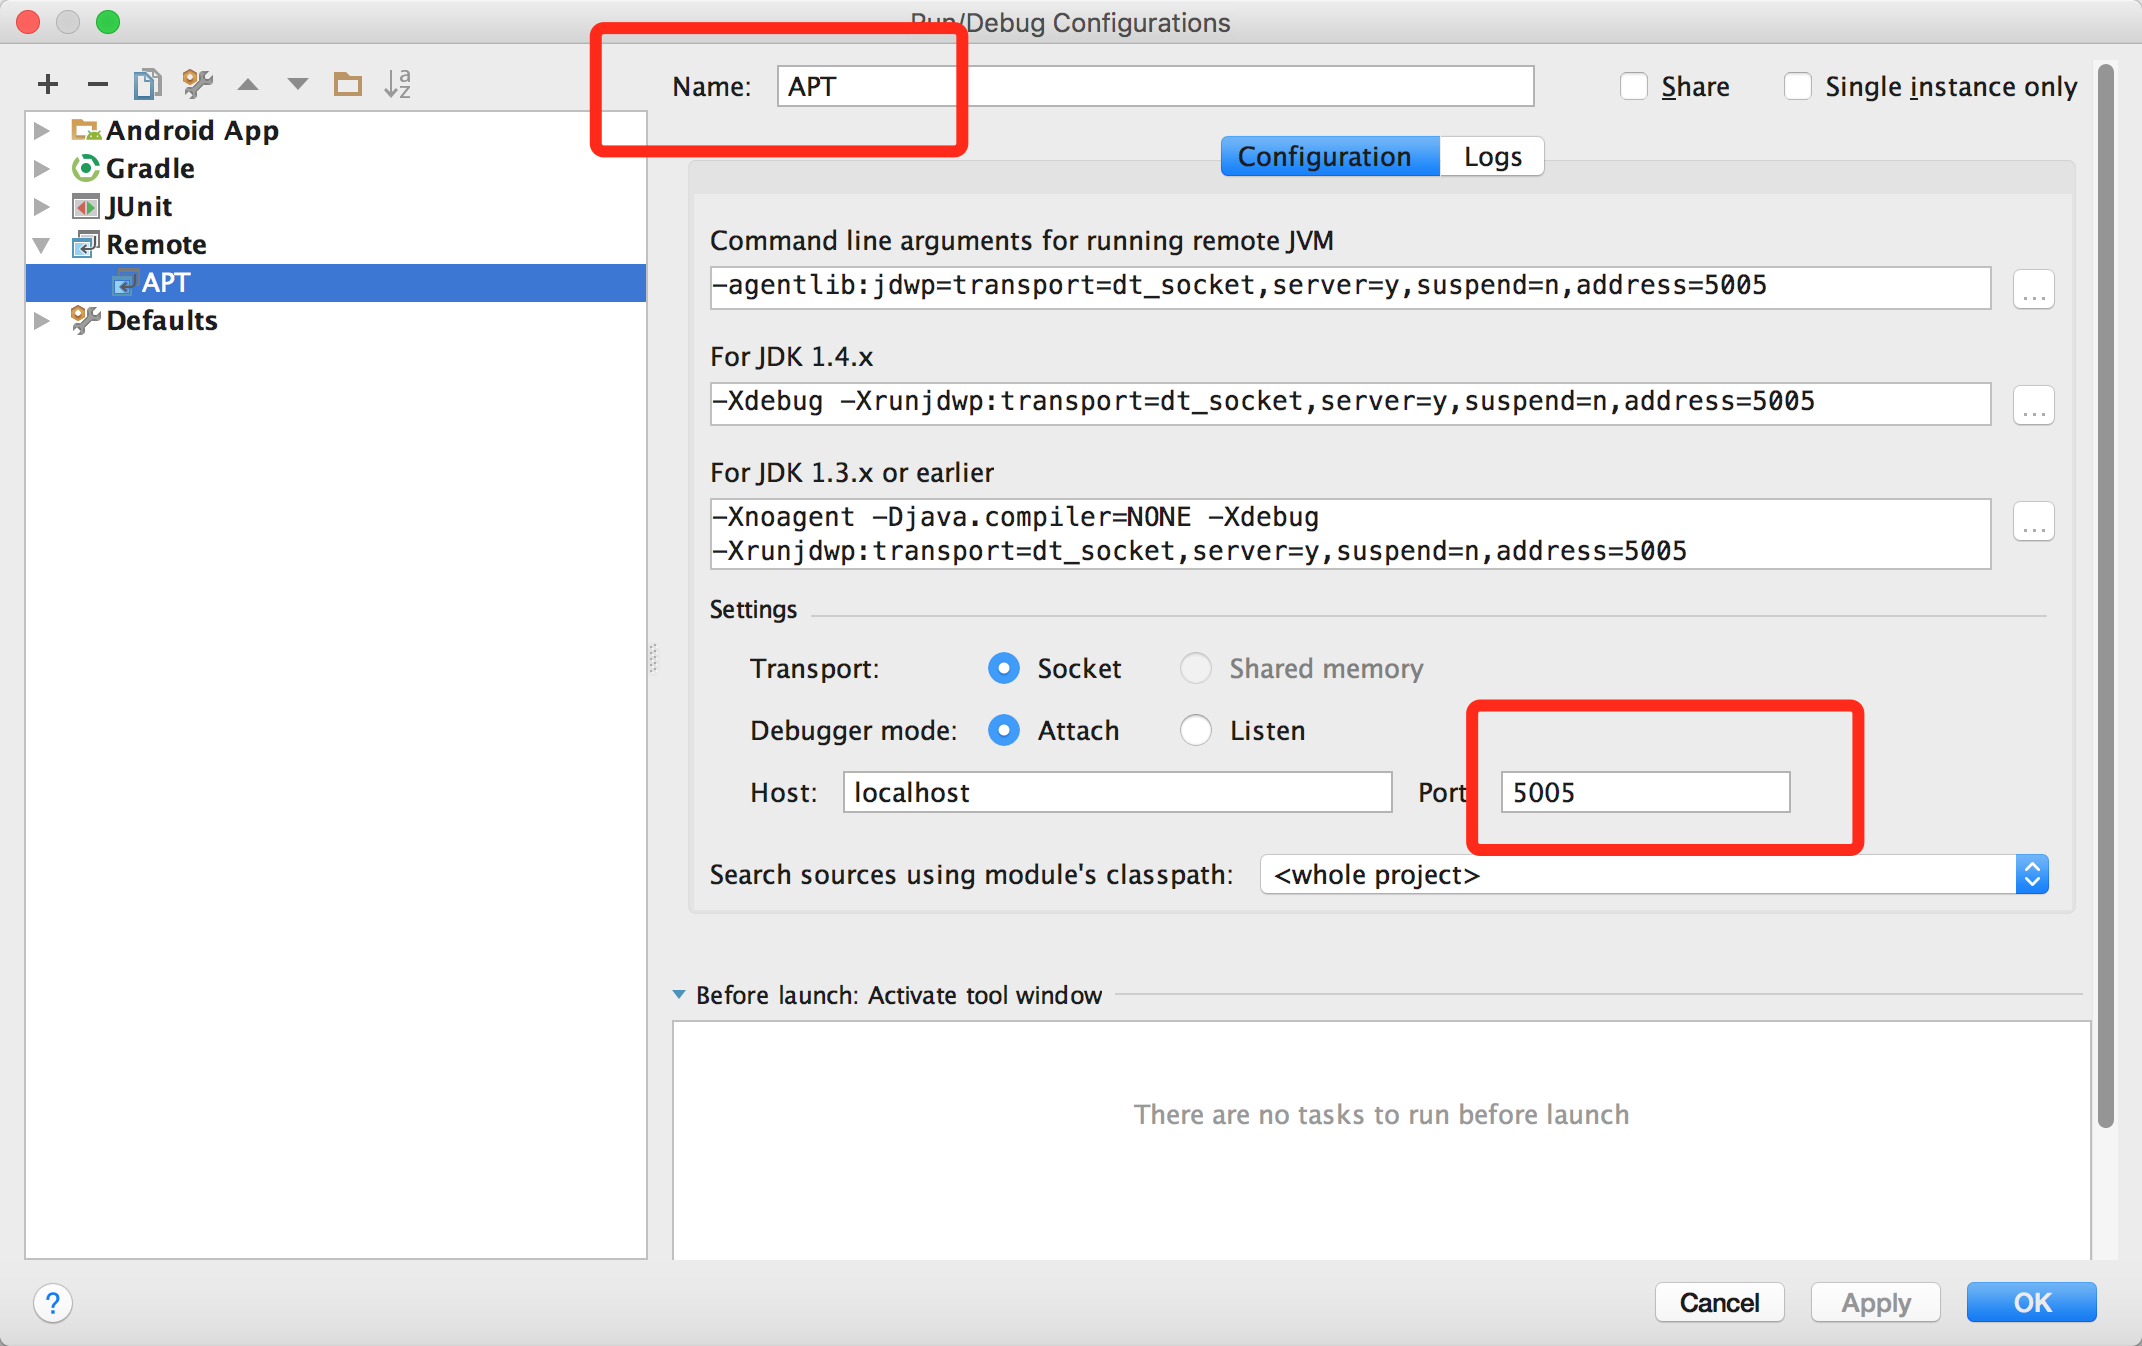 Run/Debug Configurations
Name: APT
Share
Single instance only
Android App
Gradle
JUnit
Remote
APT
Defaults
Configuration
Logs
Command line arguments for running remote JVM
-agentlib:jdwp=transport=dt_socket,server=y,suspend=n,address=5005
...
For JDK 1.4.x
-Xdebug -Xrunjdwp:transport=dt_socket,server=y,suspend=n,address=5005
...
For JDK 1.3.x or earlier
-Xnoagent -Djava.compiler=NONE -Xdebug
-Xrunjdwp:transport=dt_socket,server=y,suspend=n,address=5005
...
Settings
Transport: Socket Shared memory
Debugger mode: Attach Listen
Host: localhost Port 5005
Search sources using module's classpath: <whole project>
Before launch: Activate tool window
There are no tasks to run before launch
?
Cancel
Apply
OK